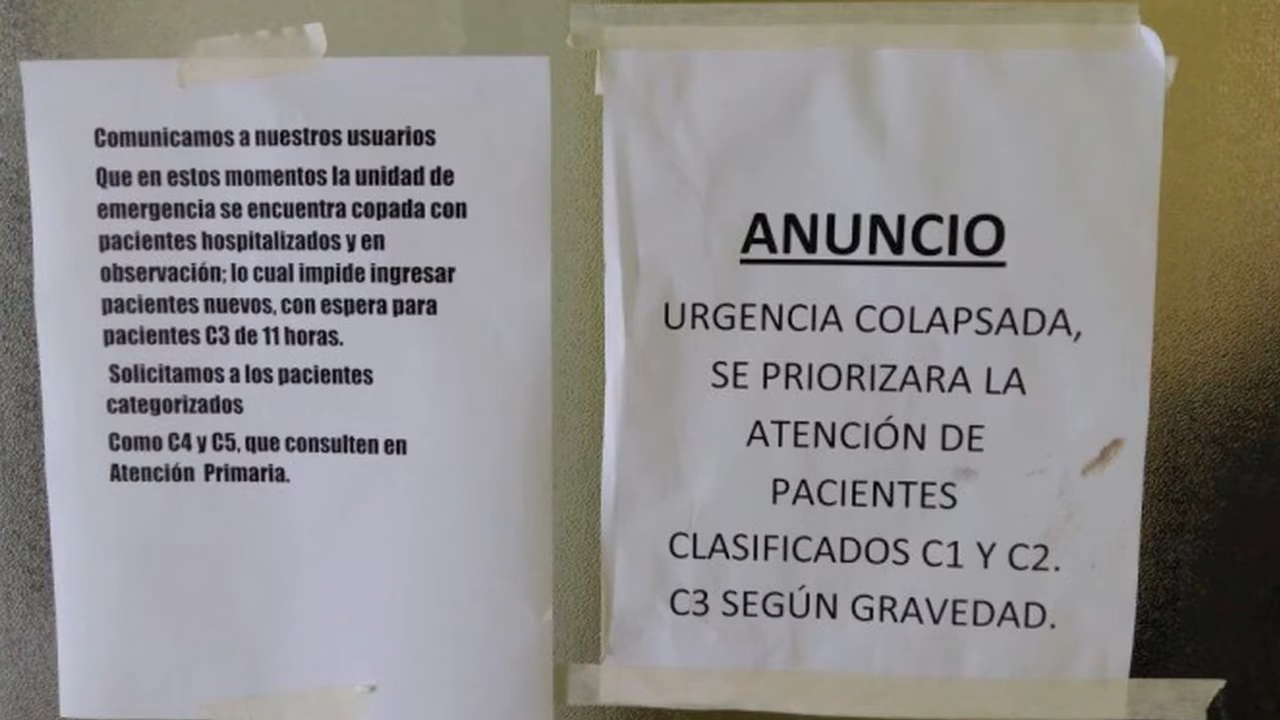 Comunicamos a nuestros usuarios
Que en estos momentos la unidad de
emergencia se encuentra copada con
pacientes hospitalizados y en
observación; lo cual impide ingresar
pacientes nuevos, con espera para
pacientes C3 de 11 horas.
Solicitamos a los pacientes
categorizados
Como C4 y C5, que consulten en
Atención Primaria.
ANUNCIO
URGENCIA COLAPSADA,
SE PRIORIZARA LA
ATENCIÓN DE
PACIENTES
CLASIFICADOS C1 Y C2.
C3 SEGÚN GRAVEDAD.